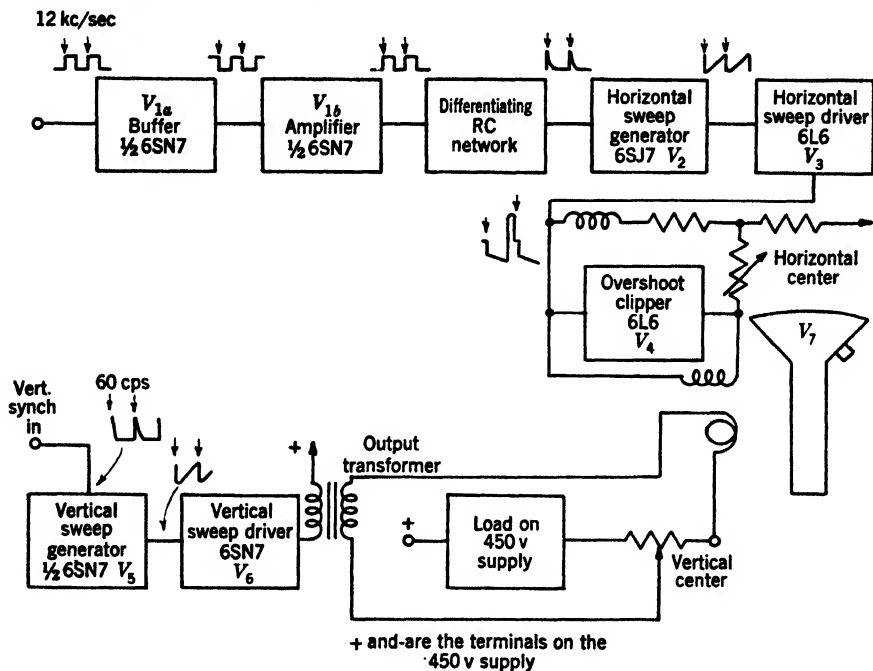 12 kc/sec
V1a
Buffer
½ 6SN7
V1b
Amplifier
½ 6SN7
Differentiating
RC
network
Horizontal
sweep
generator
6SJ7 V2
Horizontal
sweep driver
6L6
V3
Horizontal
center
Overshoot
clipper
6L6
V4
V7
Vert.
synch
in
60 cps
+
Output
transformer
Vertical
sweep
generator
½ 6SN7 V5
Vertical
sweep driver
6SN7
V6
+
Load on
450 v
supply
Vertical
center
+ and-are the terminals on the
450 v supply